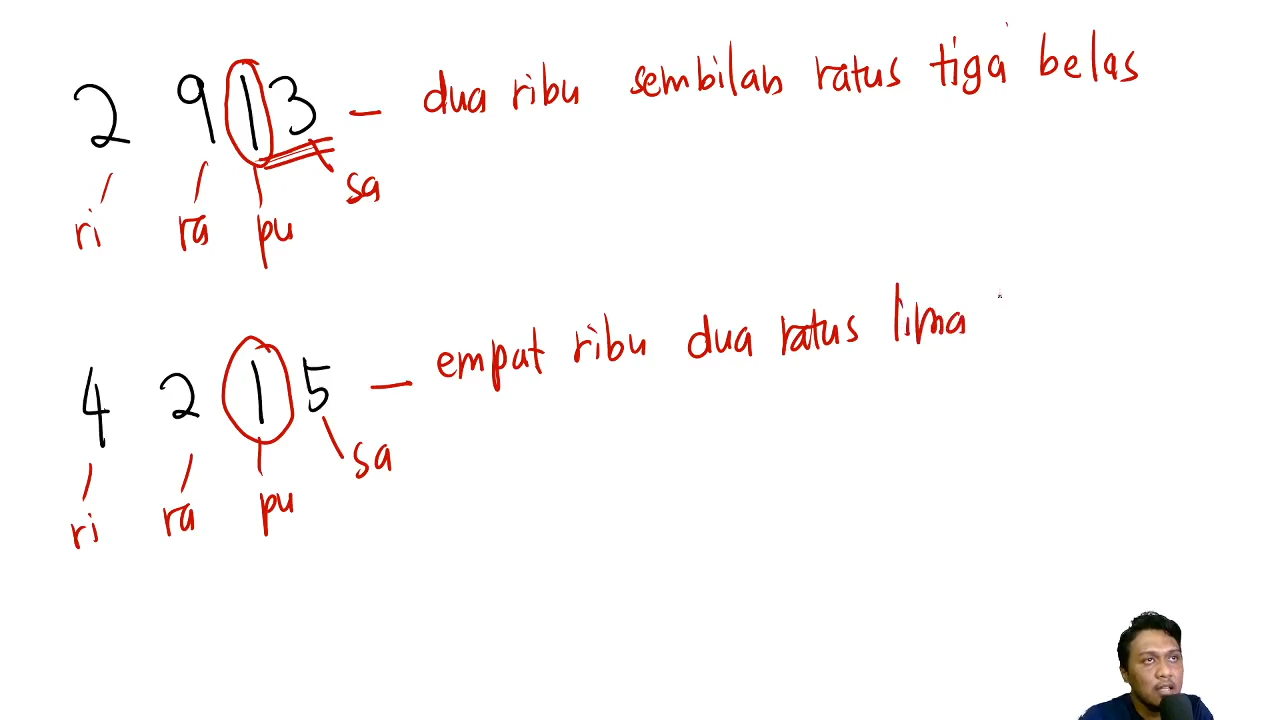 2 9 1 3 – dua ribu sembilan ratus tiga belas
ri ra pu sa
4 2 1 5 – empat ribu dua ratus lima
ri ra pu sa